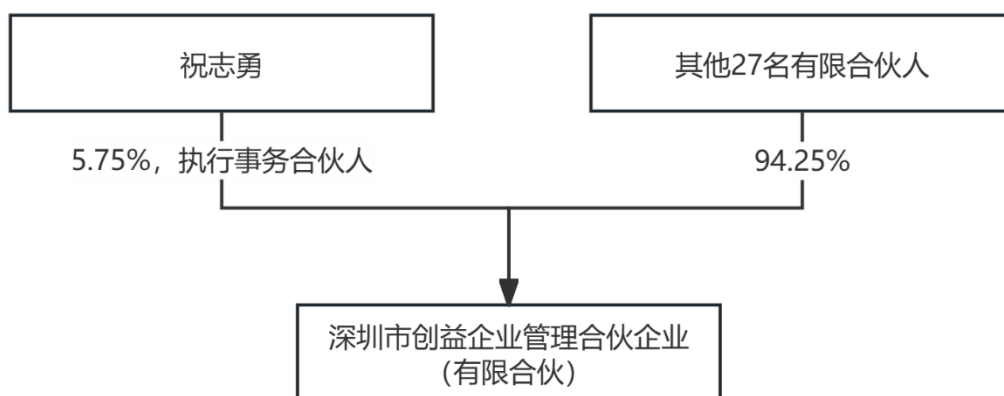 祝志勇
其他27名有限合伙人
5.75%，执行事务合伙人
94.25%
深圳市创益企业管理合伙企业
（有限合伙）